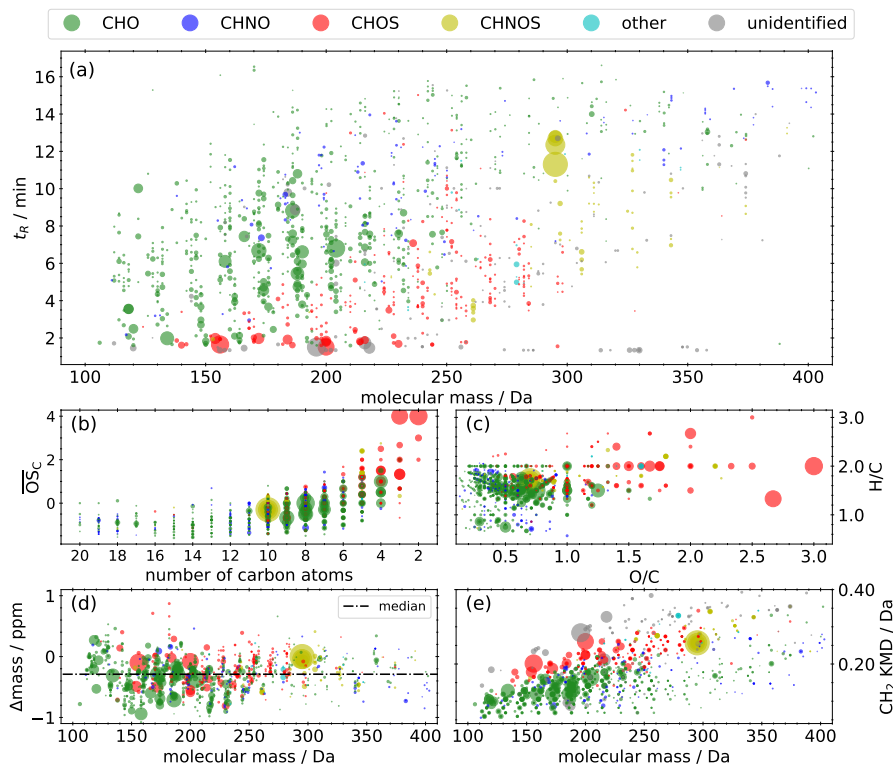 CHO CHNO CHOS CHNOS other unidentified
(a)
16
14
12
10
8
6
4
2
t_R / min
100 150 200 250 300 350 400
molecular mass / Da
(b)
4
2
0
OS_C
20 18 16 14 12 10 8 6 4 2
number of carbon atoms
(c)
3.0
2.0
1.0
H/C
0.5 1.0 1.5 2.0 2.5 3.0
O/C
(d)
median
1
0
−1
Δmass / ppm
100 150 200 250 300 350 400
molecular mass / Da
(e)
0.40
0.20
CH₂ KMD / Da
100 150 200 250 300 350 400
molecular mass / Da